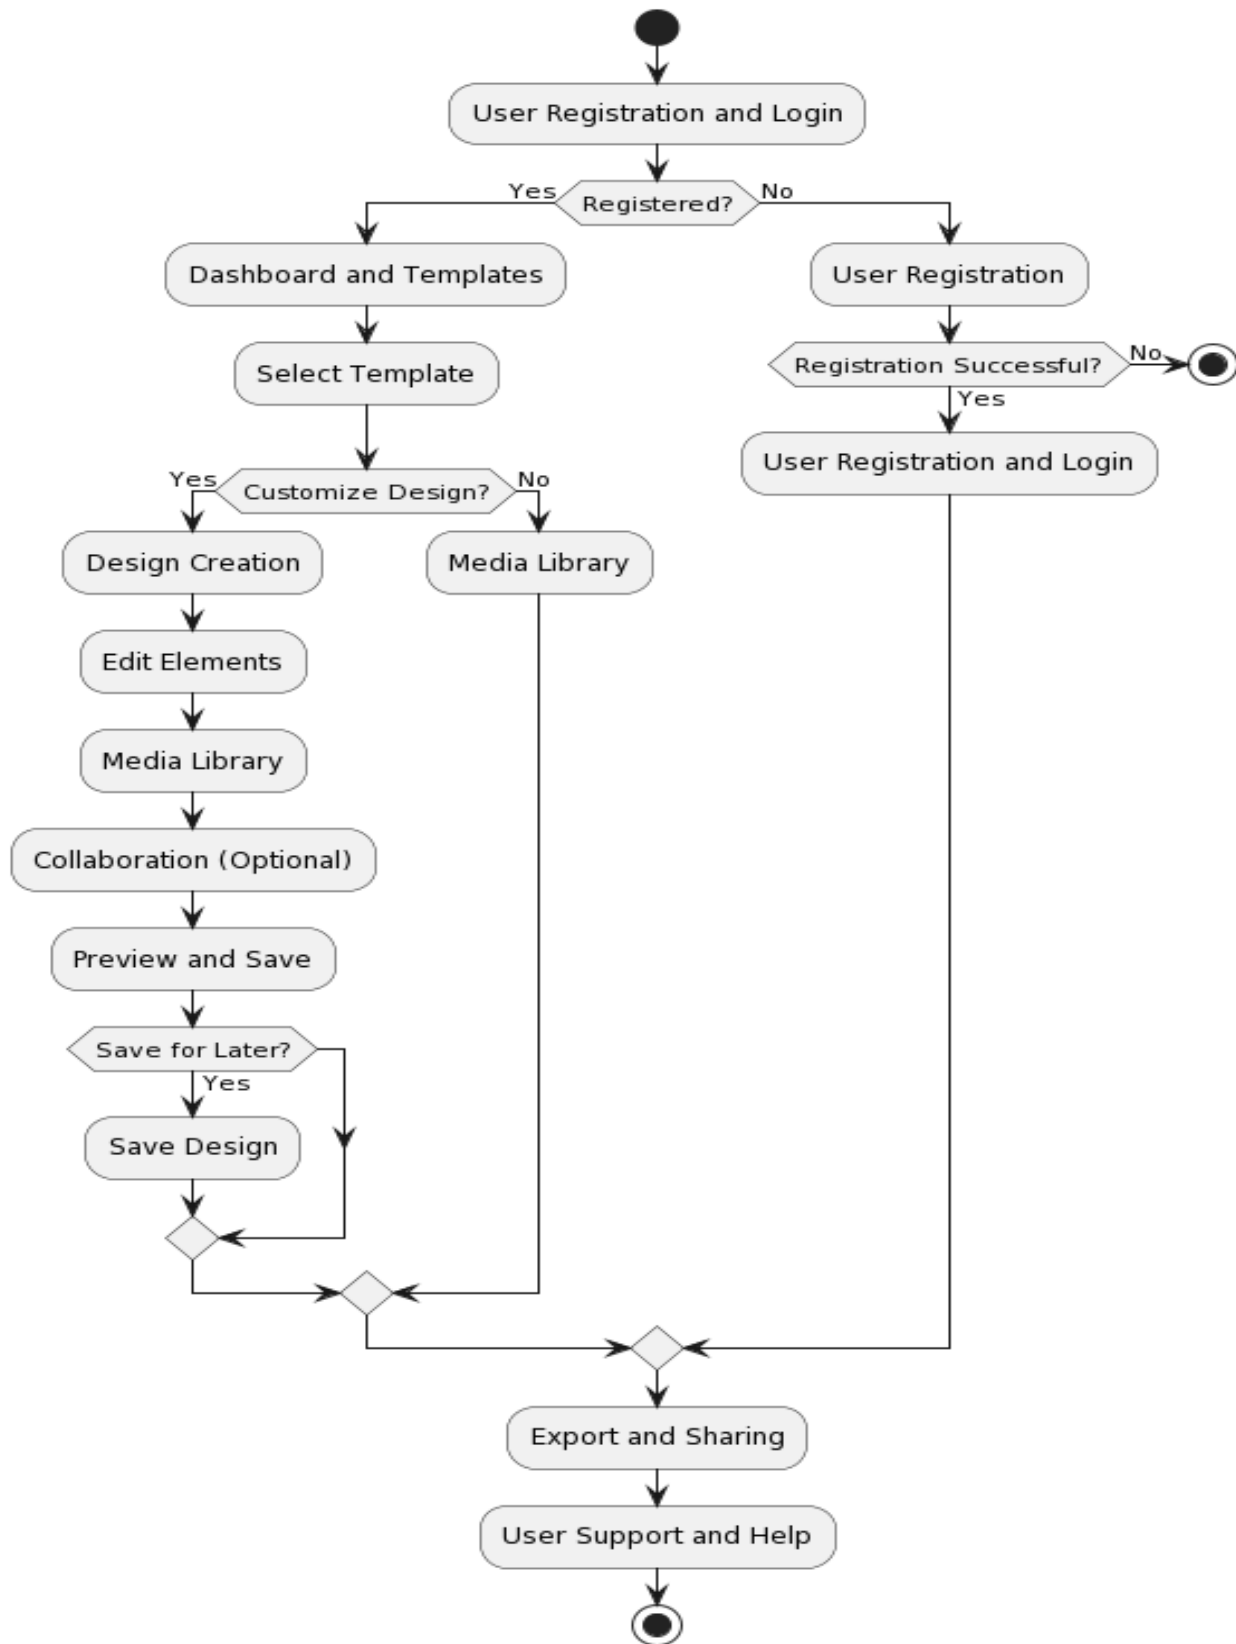 User Registration and Login
Yes
Registered?
No
Dashboard and Templates
User Registration
Select Template
Registration Successful?
No
Yes
User Registration and Login
Yes
Customize Design?
No
Design Creation
Media Library
Edit Elements
Media Library
Collaboration (Optional)
Preview and Save
Save for Later?
Yes
Save Design
Export and Sharing
User Support and Help